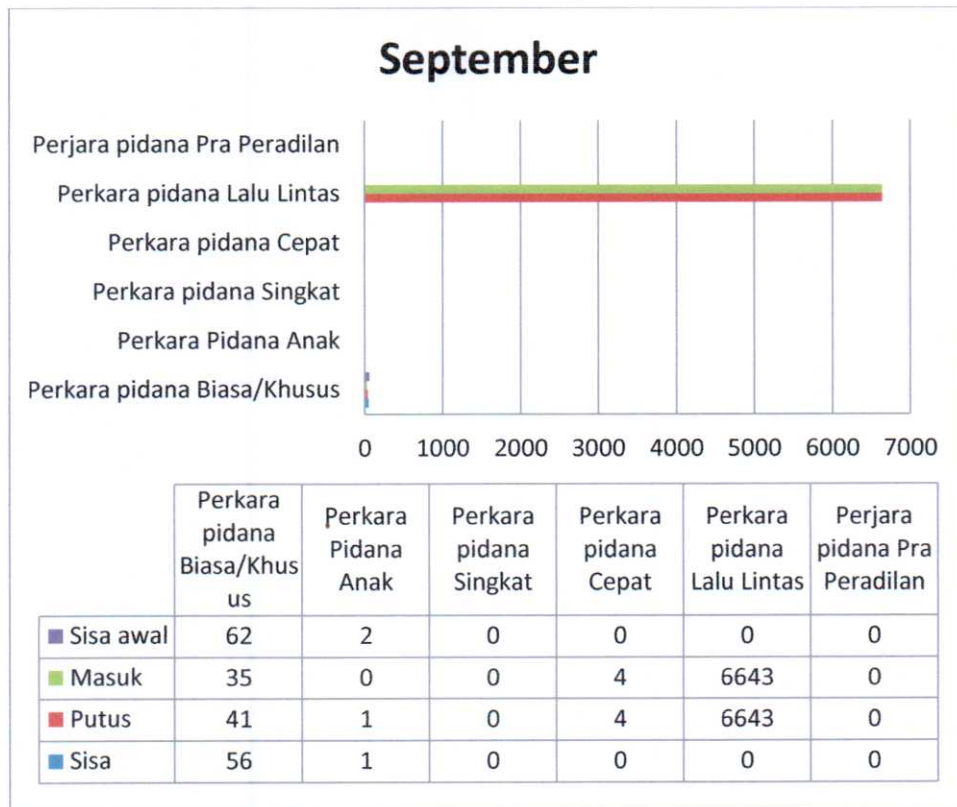 September
Perjara pidana Pra Peradilan
Perkara pidana Lalu Lintas
Perkara pidana Cepat
Perkara pidana Singkat
Perkara Pidana Anak
Perkara pidana Biasa/Khusus
0 1000 2000 3000 4000 5000 6000 7000
Perkara pidana Biasa/Khus us
Perkara Pidana Anak
Perkara pidana Singkat
Perkara pidana Cepat
Perkara pidana Lalu Lintas
Perjara pidana Pra Peradilan
Sisa awal 62 2 0 0 0 0
Masuk 35 0 0 4 6643 0
Putus 41 1 0 4 6643 0
Sisa 56 1 0 0 0 0